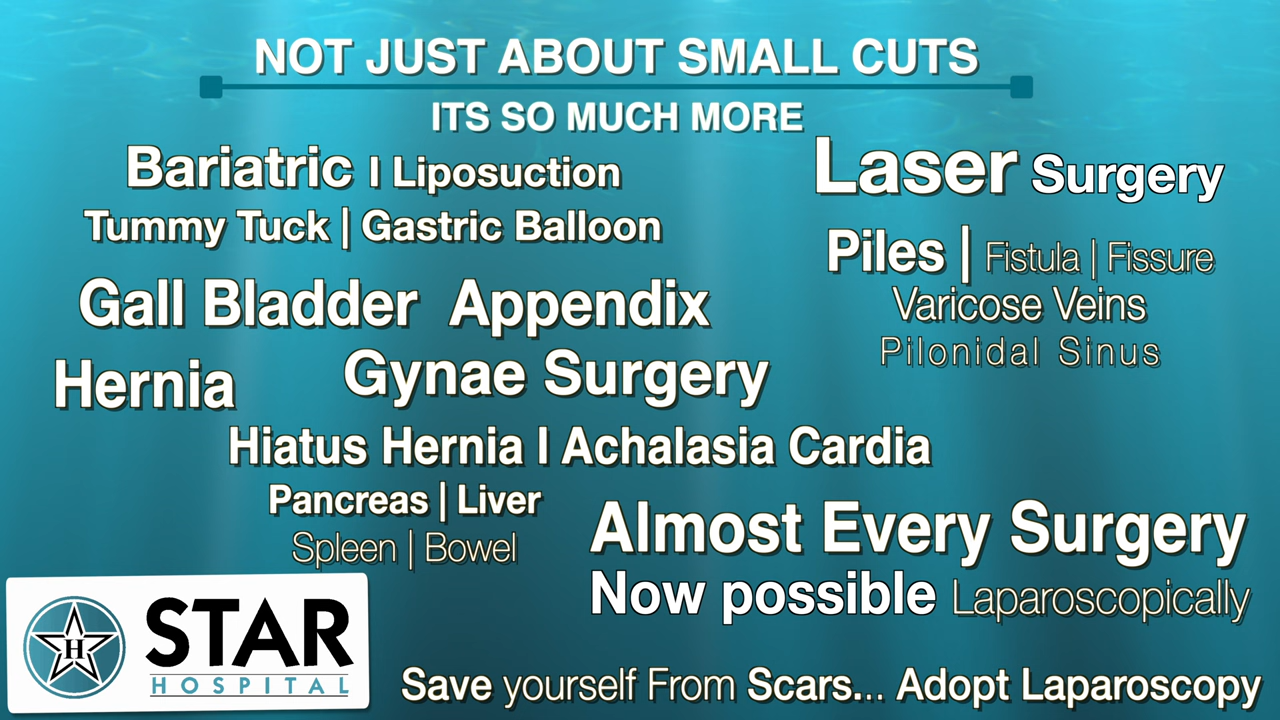 NOT JUST ABOUT SMALL CUTS
ITS SO MUCH MORE
Bariatric I Liposuction
Tummy Tuck | Gastric Balloon
Gall Bladder Appendix
Hernia
Gynae Surgery
Hiatus Hernia I Achalasia Cardia
Pancreas | Liver
Spleen | Bowel
Laser Surgery
Piles | Fistula | Fissure
Varicose Veins
Pilonidal Sinus
Almost Every Surgery
Now possible Laparoscopically
H
STAR
HOSPITAL
Save yourself From Scars... Adopt Laparoscopy